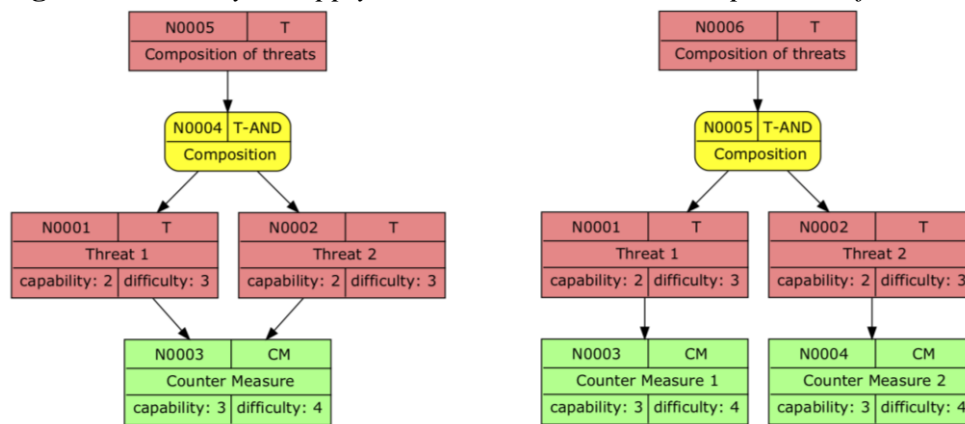 N0005 T
Composition of threats
N0004 T-AND
Composition
N0001 T
Threat 1
capability: 2 difficulty: 3
N0002 T
Threat 2
capability: 2 difficulty: 3
N0003 CM
Counter Measure
capability: 3 difficulty: 4
N0006 T
Composition of threats
N0005 T-AND
Composition
N0001 T
Threat 1
capability: 2 difficulty: 3
N0002 T
Threat 2
capability: 2 difficulty: 3
N0003 CM
Counter Measure 1
capability: 3 difficulty: 4
N0004 CM
Counter Measure 2
capability: 3 difficulty: 4